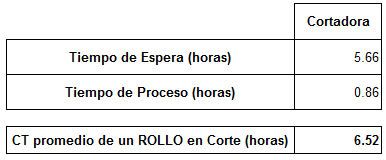 Cortadora
Tiempo de Espera (horas) 5.66
Tiempo de Proceso (horas) 0.86
CT promedio de un ROLLO en Corte (horas) 6.52